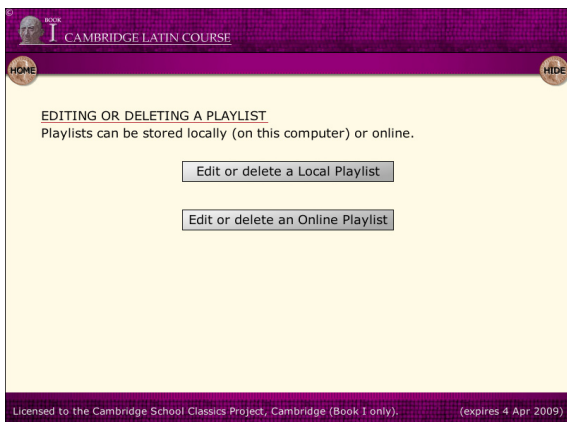 ©
BOOK
I CAMBRIDGE LATIN COURSE
HOME
HIDE
EDITING OR DELETING A PLAYLIST
Playlists can be stored locally (on this computer) or online.
Edit or delete a Local Playlist
Edit or delete an Online Playlist
Licensed to the Cambridge School Classics Project, Cambridge (Book I only). (expires 4 Apr 2009)